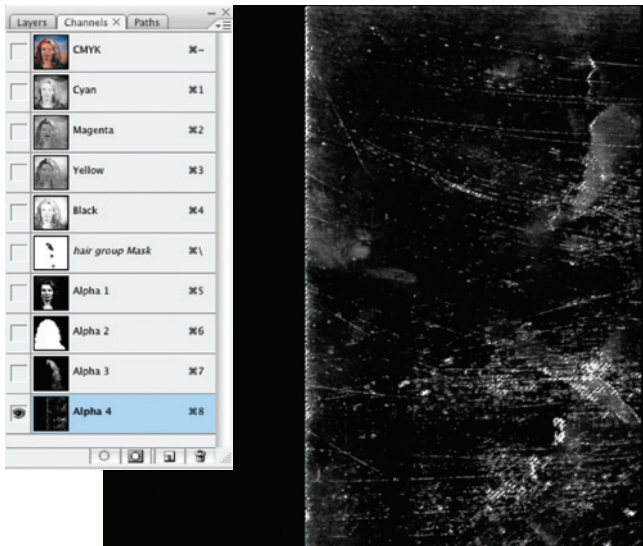 Layers Channels × Paths
CMYK ⌘~
Cyan ⌘1
Magenta ⌘2
Yellow ⌘3
Black ⌘4
hair group Mask ⌘\
Alpha 1 ⌘5
Alpha 2 ⌘6
Alpha 3 ⌘7
Alpha 4 ⌘8